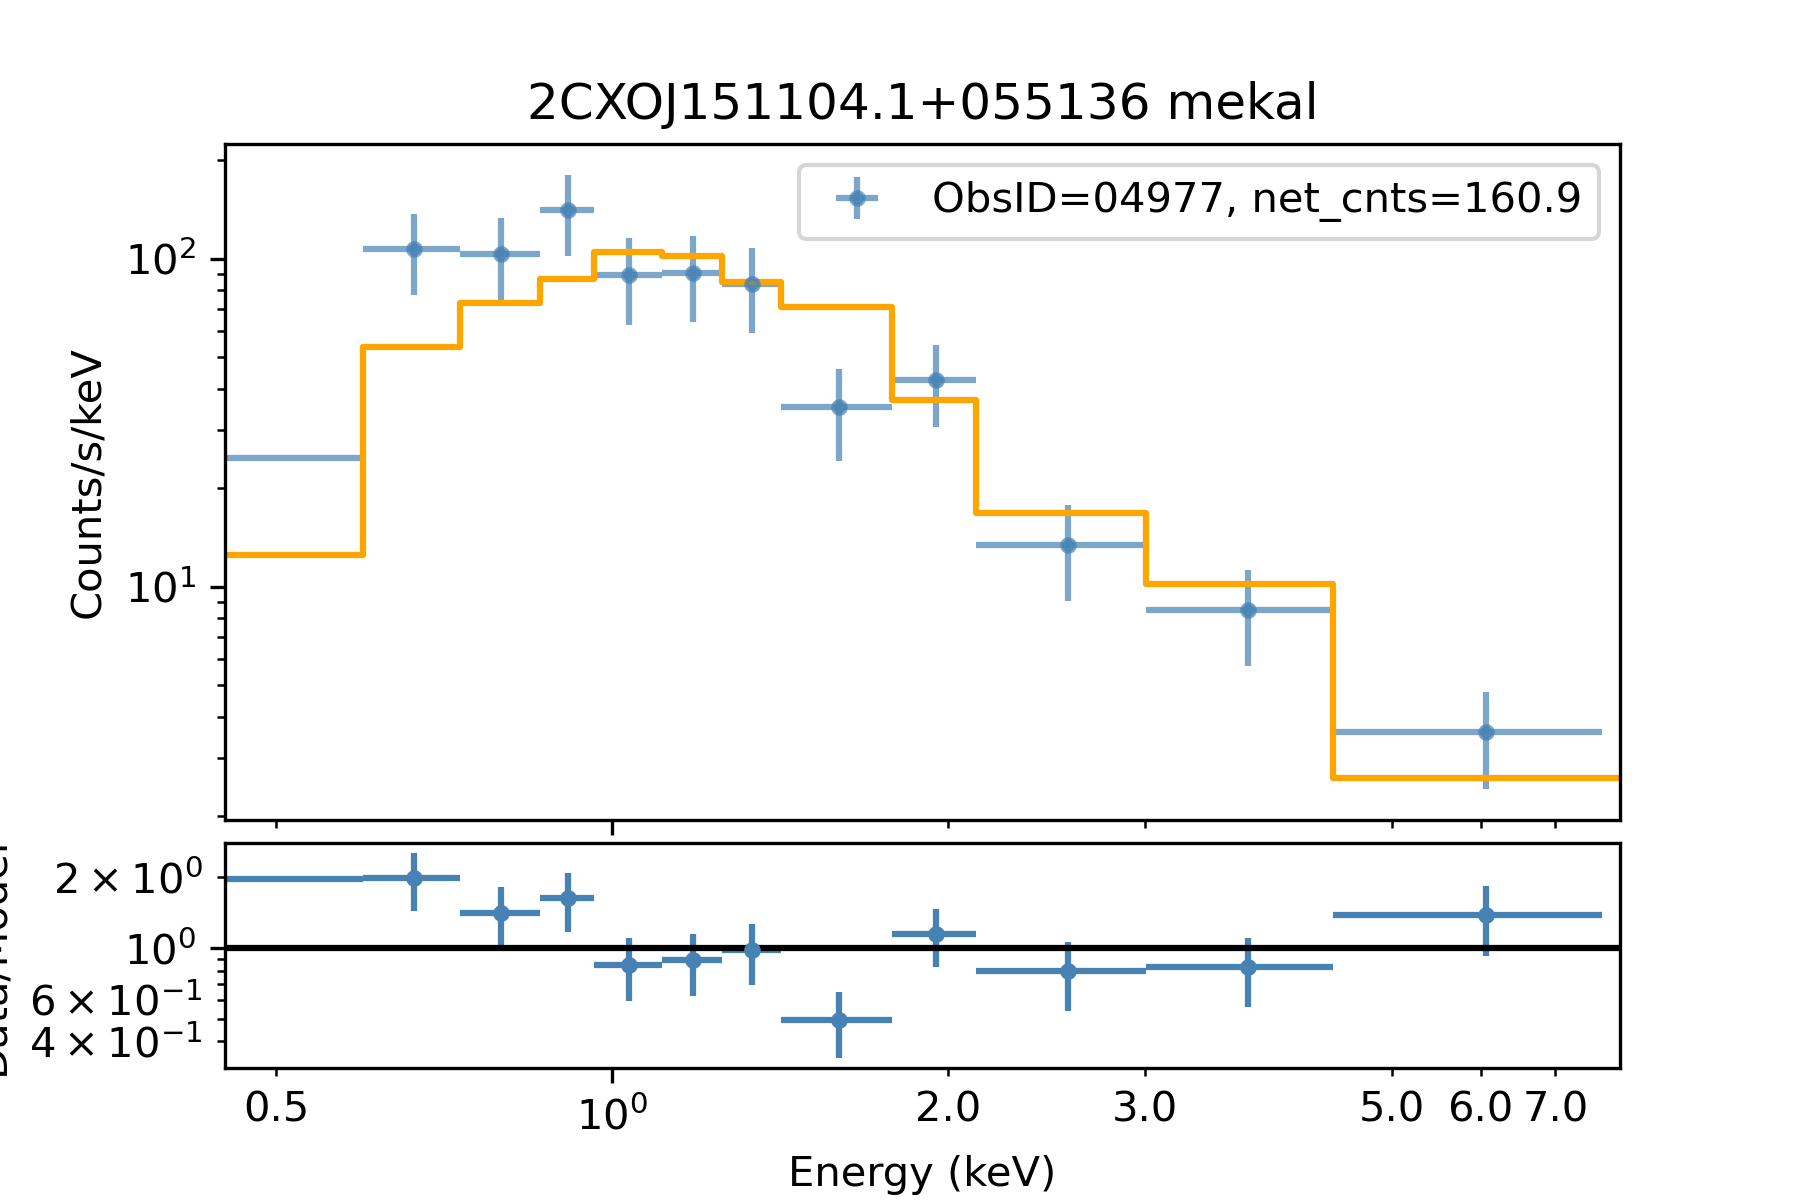 2CXOJ151104.1+055136 mekal
ObsID=04977, net_cnts=160.9
Counts/s/keV
10²
10¹
2×10⁰
10⁰
6×10⁻¹
4×10⁻¹
0.5 10⁰ 2.0 3.0 5.0 6.0 7.0
Energy (keV)